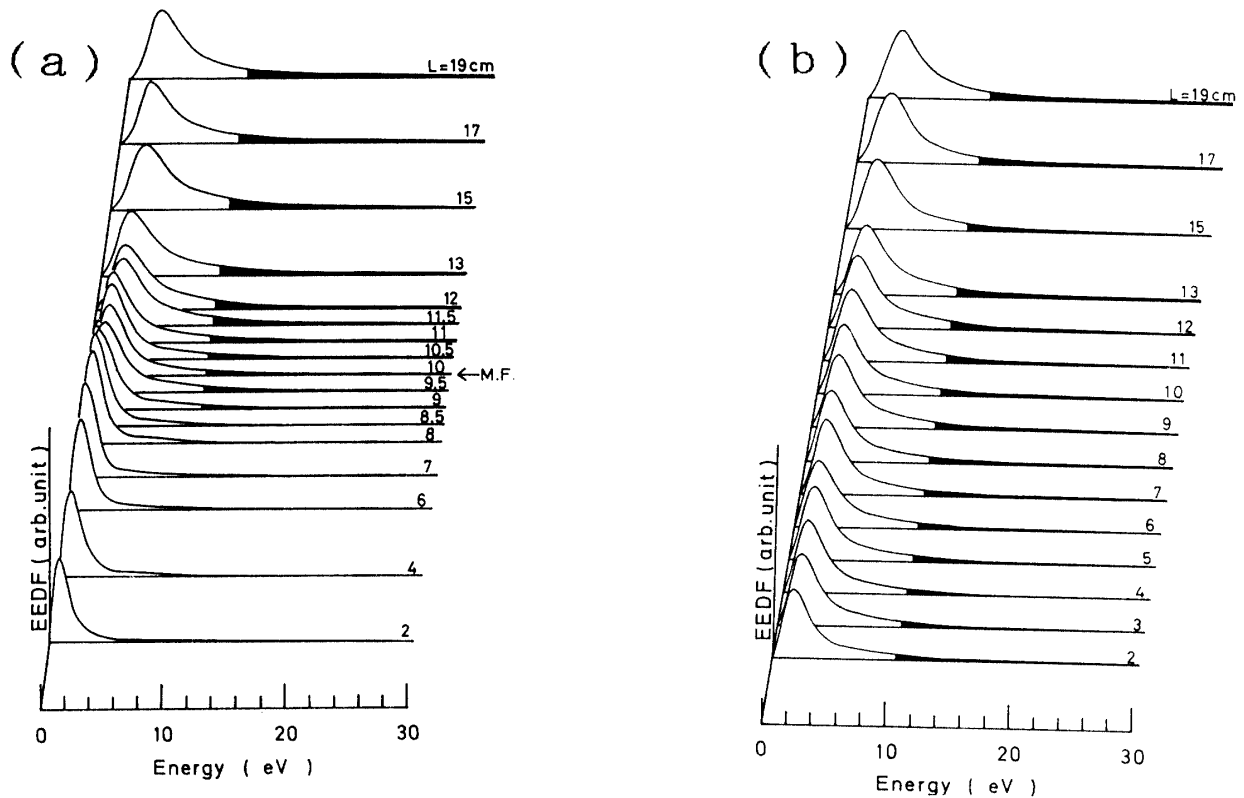 (a)
L=19cm
17
15
13
12
11,5
11
10,5
10
←M.F.
9,5
9
8,5
8
7
6
4
2
EEDF(arb.unit)
0 10 20 30
Energy ( eV )
(b)
L=19cm
17
15
13
12
11
10
9
8
7
6
5
4
3
2
EEDF(arb.unit)
0 10 20 30
Energy ( eV )